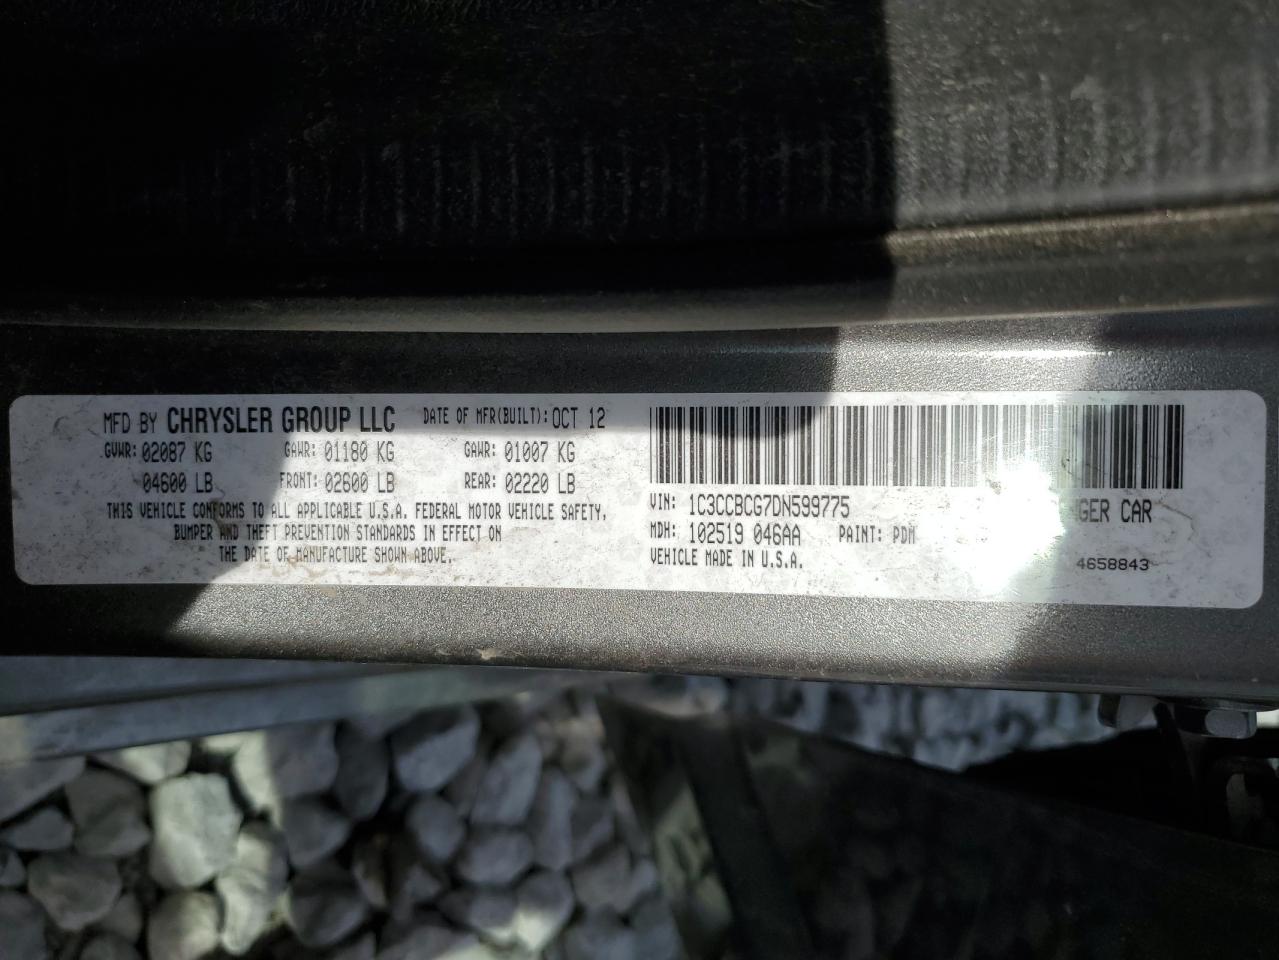 MFD BY CHRYSLER GROUP LLC DATE OF MFR(BUILT): OCT 12
GVWR: 02087 KG GAWR: 01180 KG GAWR: 01007 KG
04600 LB FRONT: 02600 LB REAR: 02220 LB
THIS VEHICLE CONFORMS TO ALL APPLICABLE U.S.A. FEDERAL MOTOR VEHICLE SAFETY,
BUMPER AND THEFT PREVENTION STANDARDS IN EFFECT ON
THE DATE OF MANUFACTURE SHOWN ABOVE.
VIN: 1C3CCBCG7DN599775 GER CAR
MDH: 102519 046AA PAINT: PDM
VEHICLE MADE IN U.S.A. 4658843